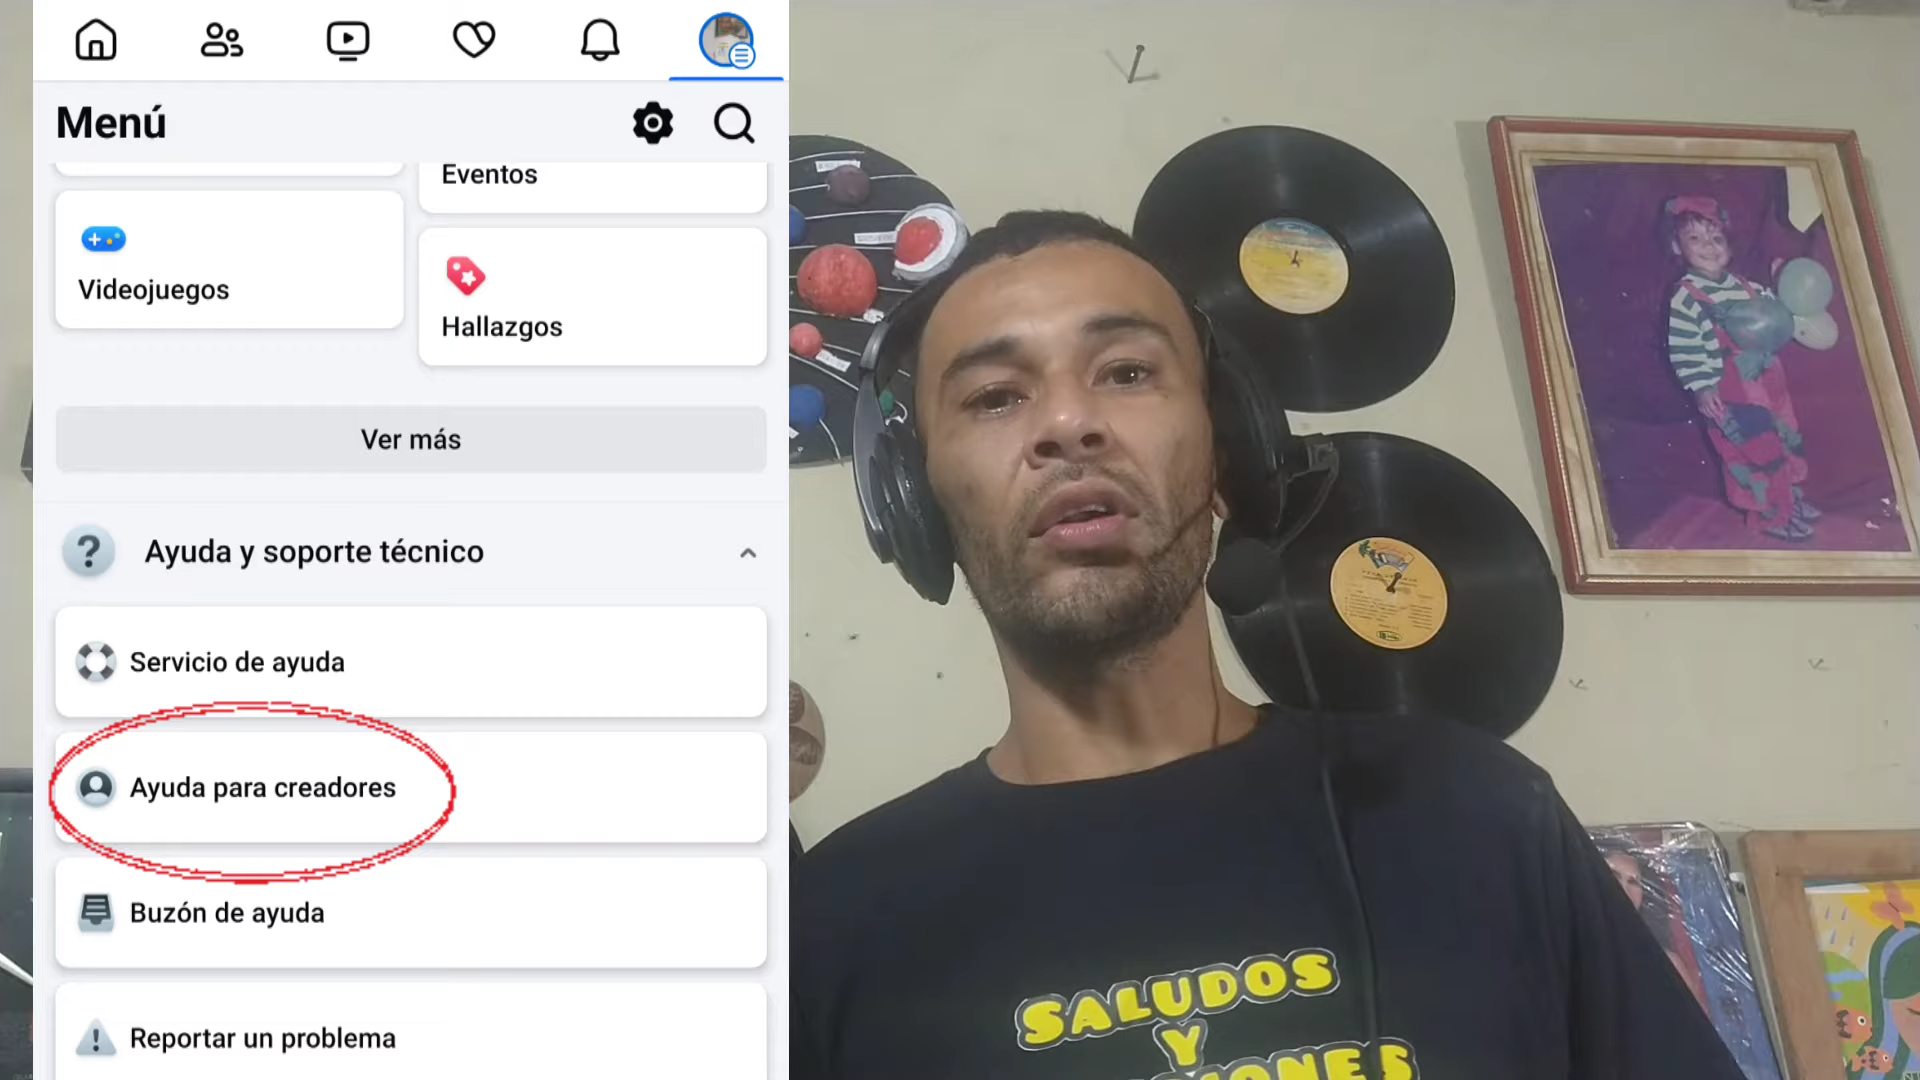 Menú
Eventos
Videojuegos
Hallazgos
Ver más
Ayuda y soporte técnico
Servicio de ayuda
Ayuda para creadores
Buzón de ayuda
Reportar un problema
SALUDOS
Y